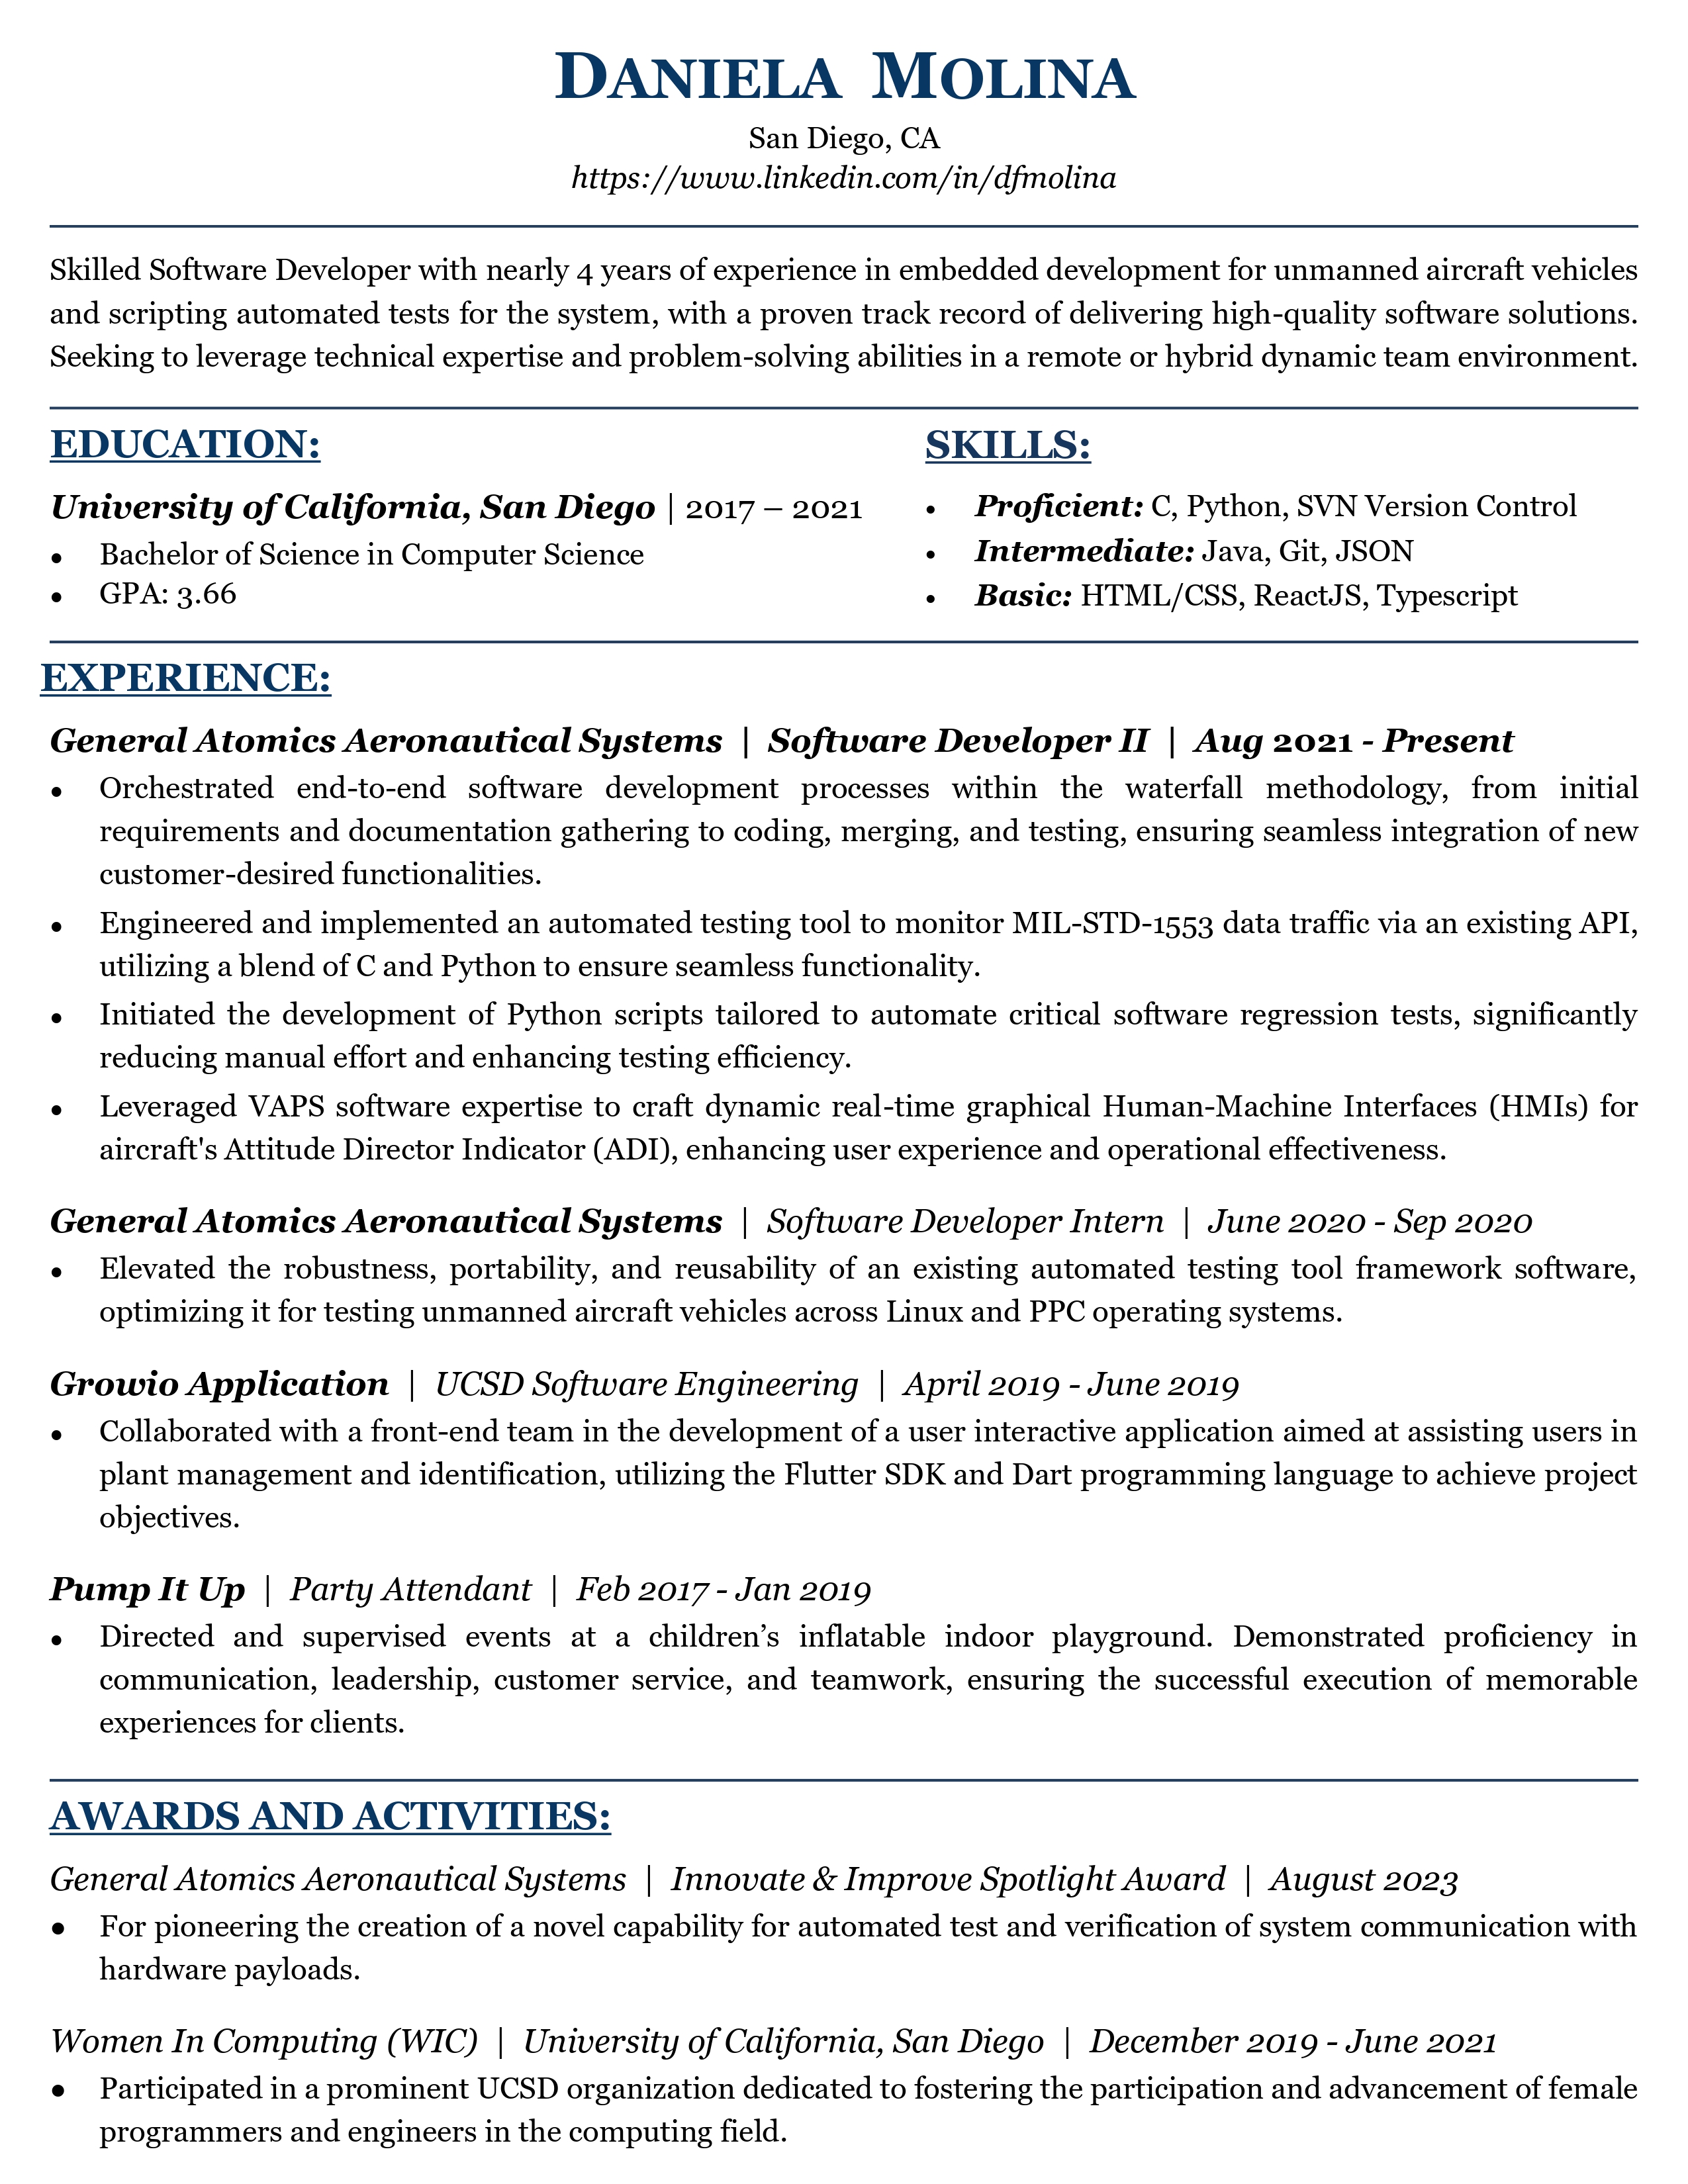 DANIELA MOLINA
San Diego, CA
https://www.linkedin.com/in/dfmolina
Skilled Software Developer with nearly 4 years of experience in embedded development for unmanned aircraft vehicles
and scripting automated tests for the system, with a proven track record of delivering high-quality software solutions.
Seeking to leverage technical expertise and problem-solving abilities in a remote or hybrid dynamic team environment.
EDUCATION:
University of California, San Diego | 2017 – 2021
• Bachelor of Science in Computer Science
• GPA: 3.66
SKILLS:
• Proficient: C, Python, SVN Version Control
• Intermediate: Java, Git, JSON
• Basic: HTML/CSS, ReactJS, Typescript
EXPERIENCE:
General Atomics Aeronautical Systems | Software Developer II | Aug 2021 - Present
• Orchestrated end-to-end software development processes within the waterfall methodology, from initial
requirements and documentation gathering to coding, merging, and testing, ensuring seamless integration of new
customer-desired functionalities.
• Engineered and implemented an automated testing tool to monitor MIL-STD-1553 data traffic via an existing API,
utilizing a blend of C and Python to ensure seamless functionality.
• Initiated the development of Python scripts tailored to automate critical software regression tests, significantly
reducing manual effort and enhancing testing efficiency.
• Leveraged VAPS software expertise to craft dynamic real-time graphical Human-Machine Interfaces (HMIs) for
aircraft's Attitude Director Indicator (ADI), enhancing user experience and operational effectiveness.
General Atomics Aeronautical Systems | Software Developer Intern | June 2020 - Sep 2020
• Elevated the robustness, portability, and reusability of an existing automated testing tool framework software,
optimizing it for testing unmanned aircraft vehicles across Linux and PPC operating systems.
Growio Application | UCSD Software Engineering | April 2019 - June 2019
• Collaborated with a front-end team in the development of a user interactive application aimed at assisting users in
plant management and identification, utilizing the Flutter SDK and Dart programming language to achieve project
objectives.
Pump It Up | Party Attendant | Feb 2017 - Jan 2019
• Directed and supervised events at a children’s inflatable indoor playground. Demonstrated proficiency in
communication, leadership, customer service, and teamwork, ensuring the successful execution of memorable
experiences for clients.
AWARDS AND ACTIVITIES:
General Atomics Aeronautical Systems | Innovate & Improve Spotlight Award | August 2023
• For pioneering the creation of a novel capability for automated test and verification of system communication with
hardware payloads.
Women In Computing (WIC) | University of California, San Diego | December 2019 - June 2021
• Participated in a prominent UCSD organization dedicated to fostering the participation and advancement of female
programmers and engineers in the computing field.